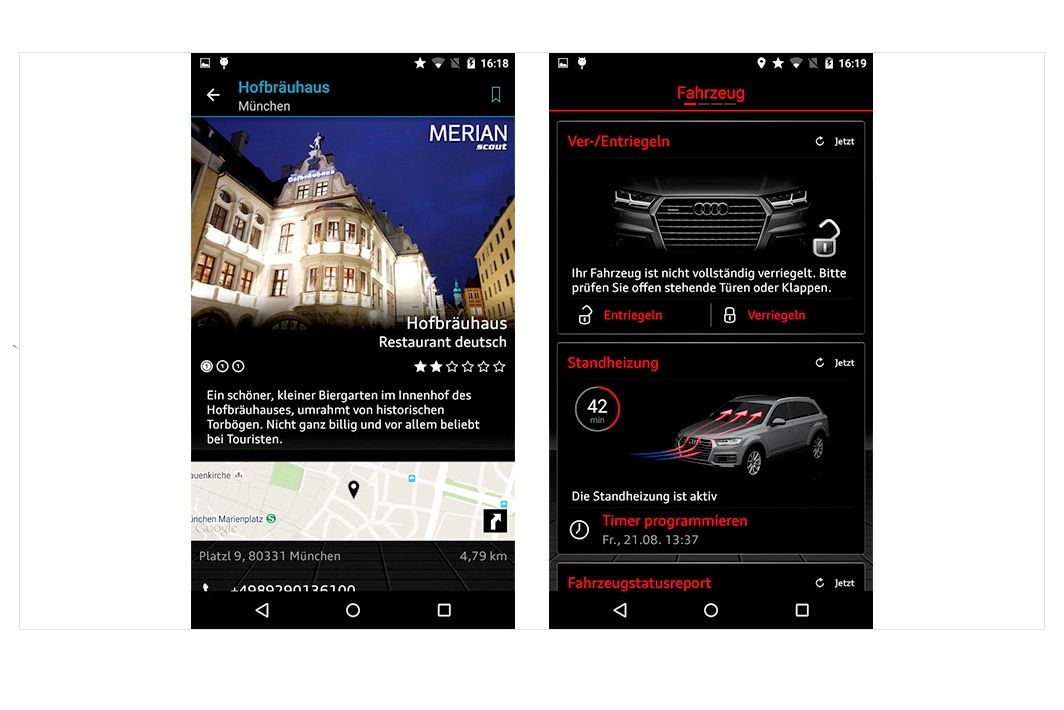 16:18
Hofbräuhaus
München
MERIAN
scout
Hofbräuhaus
Hofbräuhaus
Restaurant deutsch
Ein schöner, kleiner Biergarten im Innenhof des
Hofbräuhauses, umrahmt von historischen
Torbögen. Nicht ganz billig und vor allem beliebt
bei Touristen.
auenkirche
ünchen Marienplatz
Google
Platzl 9, 80331 München
4,79 km
+4989290136100
16:19
Fahrzeug
Ver-/Entriegeln
Jetzt
Ihr Fahrzeug ist nicht vollständig verriegelt. Bitte
prüfen Sie offen stehende Türen oder Klappen.
Entriegeln
Verriegeln
Standheizung
Jetzt
42
min
Die Standheizung ist aktiv
Timer programmieren
Fr., 21.08. 13:37
Fahrzeugstatusreport
Jetzt